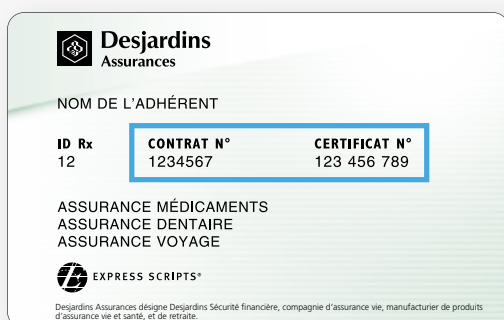 Desjardins
Assurances
NOM DE L'ADHÉRENT
ID Rx CONTRAT N° CERTIFICAT N°
12 1234567 123 456 789
ASSURANCE MÉDICAMENTS
ASSURANCE DENTAIRE
ASSURANCE VOYAGE
EXPRESS SCRIPTS®
Desjardins Assurances désigne Desjardins Sécurité financière, compagnie d'assurance vie, manufacturier de produits
d'assurance vie et santé, et de retraite.